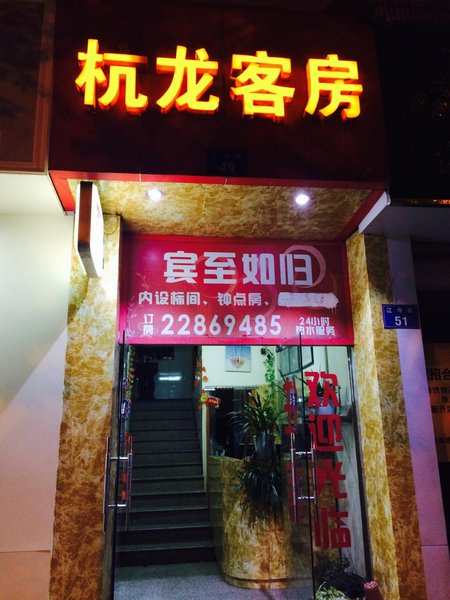 杭龙客房
49
宾至如归
内设标间、钟点房、
订房 22869485 24小时
热水服务
51
欢迎光临